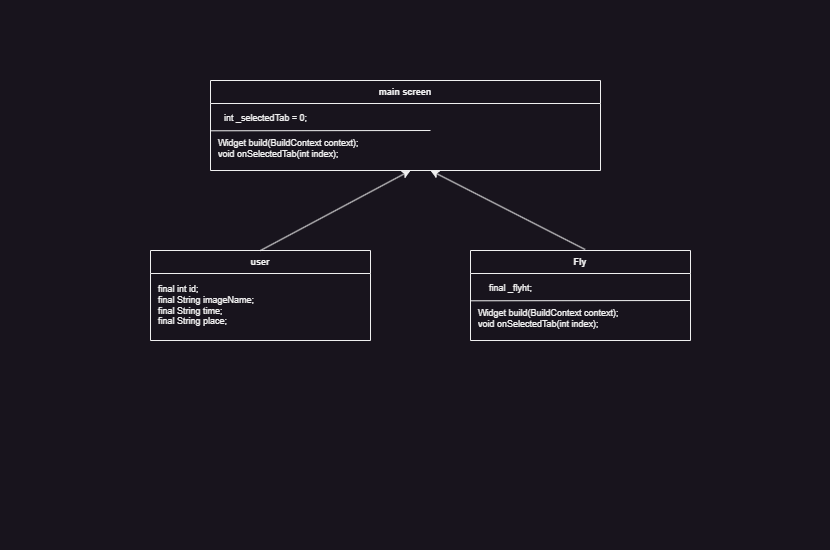 main screen
int _selectedTab = 0;
Widget build(BuildContext context);
void onSelectedTab(int index);
user
final int id;
final String imageName;
final String time;
final String place;
Fly
final _flyht;
Widget build(BuildContext context);
void onSelectedTab(int index);